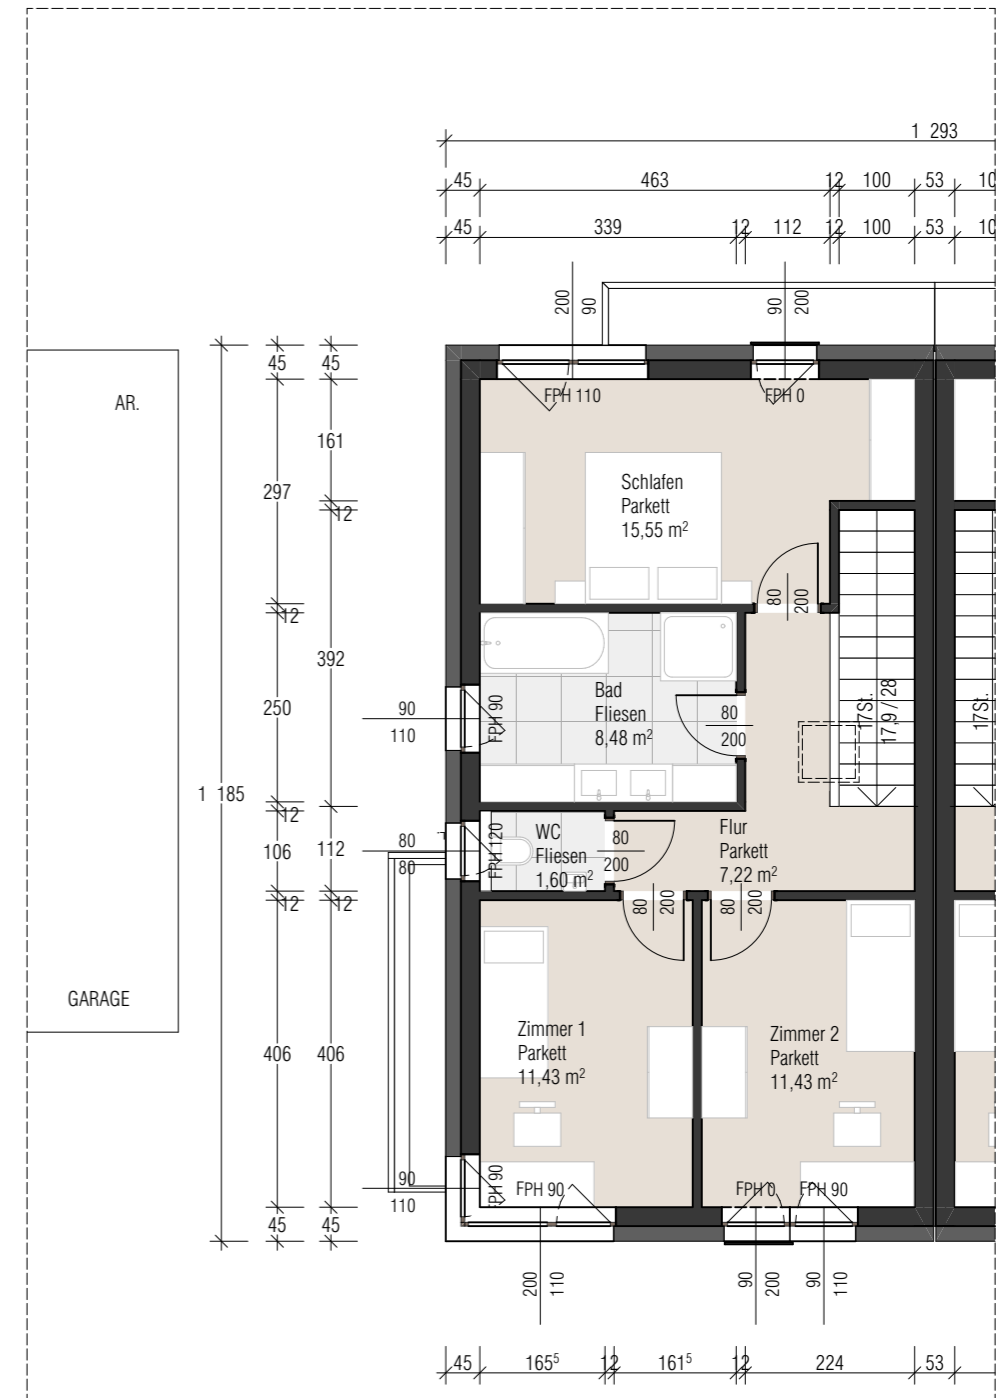 1 293
45 463 12 100 53 10
45 339 12 112 12 100 53 10
200 90
90 200
45 45
AR.
FPH 110
FPH 0
161
Schlafen
Parkett
15,55 m²
297
12
80 200
12
392
Bad
Fliesen
8,48 m²
17St.
17,9 / 28
17St.
90
110
FPH 90
80
200
250
1 185
12
106 112
80
80
FPH 120
WC
Fliesen
1,60 m²
80
200
Flur
Parkett
7,22 m²
12 12
80 200
80 200
GARAGE
Zimmer 1
Parkett
11,43 m²
Zimmer 2
Parkett
11,43 m²
406 406
90
110
FPH 90
FPH 90
FPH 0
FPH 90
45 45
200 110
90 200
90 110
45 165⁵ 12 161⁵ 12 224 53